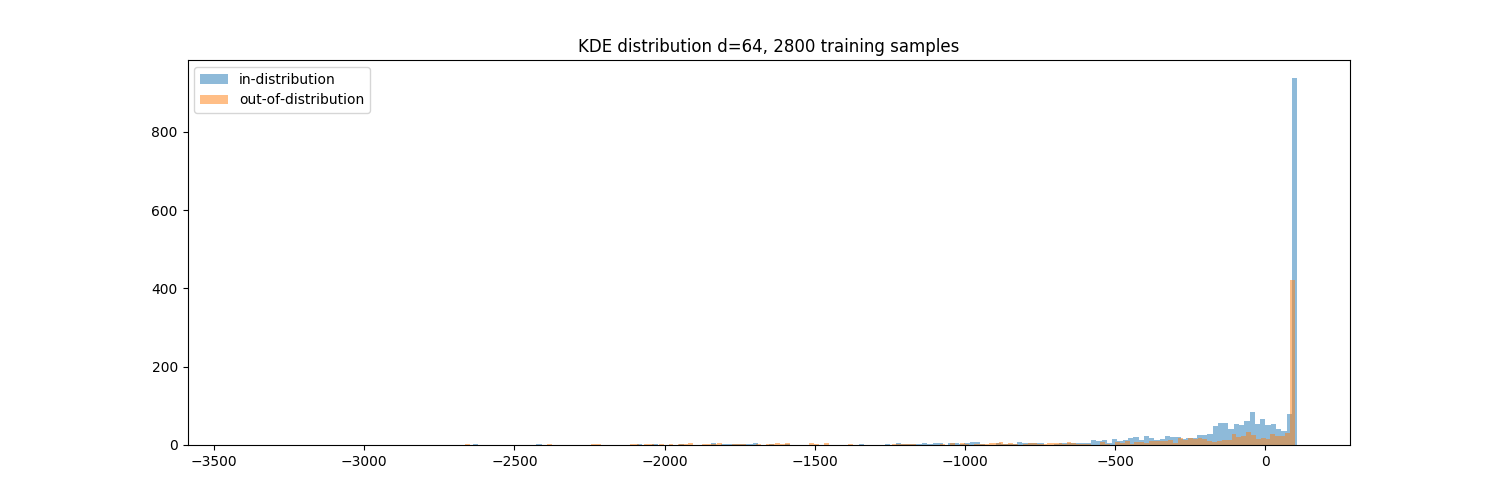 KDE distribution d=64, 2800 training samples
in-distribution
out-of-distribution
800
600
400
200
0
−3500 −3000 −2500 −2000 −1500 −1000 −500 0